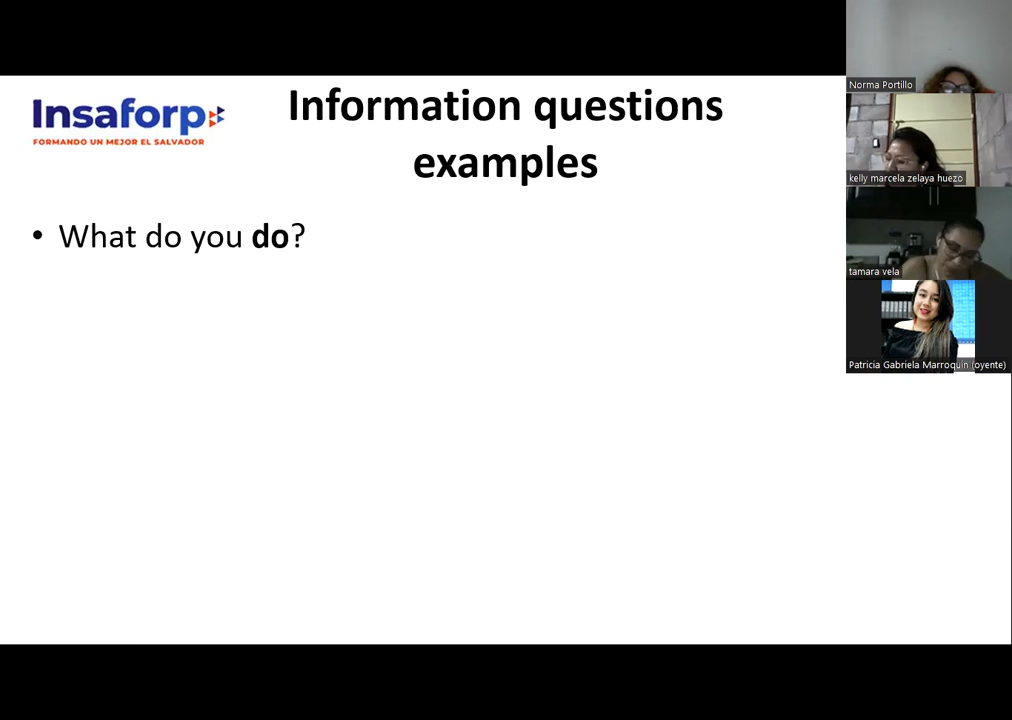 Insaforp
FORMANDO UN MEJOR EL SALVADOR
Information questions
examples
• What do you do?
Norma Portillo
kelly marcela zelaya huezo
tamara vela
Patricia Gabriela Marroquin (oyente)